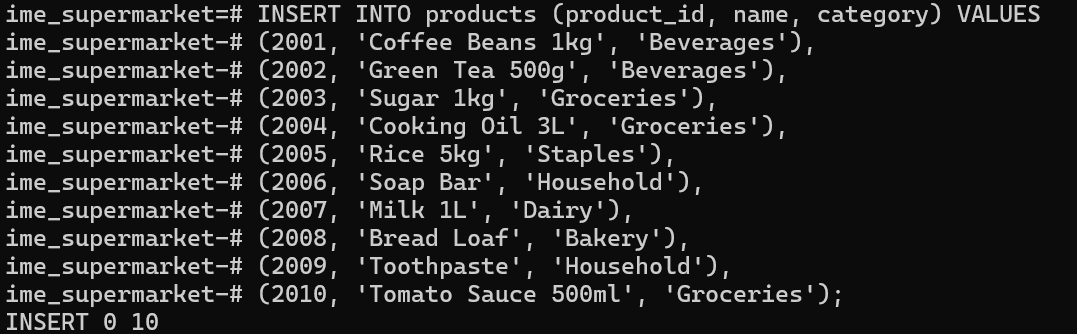 ime_supermarket=# INSERT INTO products (product_id, name, category) VALUES
ime_supermarket-# (2001, 'Coffee Beans 1kg', 'Beverages'),
ime_supermarket-# (2002, 'Green Tea 500g', 'Beverages'),
ime_supermarket-# (2003, 'Sugar 1kg', 'Groceries'),
ime_supermarket-# (2004, 'Cooking Oil 3L', 'Groceries'),
ime_supermarket-# (2005, 'Rice 5kg', 'Staples'),
ime_supermarket-# (2006, 'Soap Bar', 'Household'),
ime_supermarket-# (2007, 'Milk 1L', 'Dairy'),
ime_supermarket-# (2008, 'Bread Loaf', 'Bakery'),
ime_supermarket-# (2009, 'Toothpaste', 'Household'),
ime_supermarket-# (2010, 'Tomato Sauce 500ml', 'Groceries');
INSERT 0 10